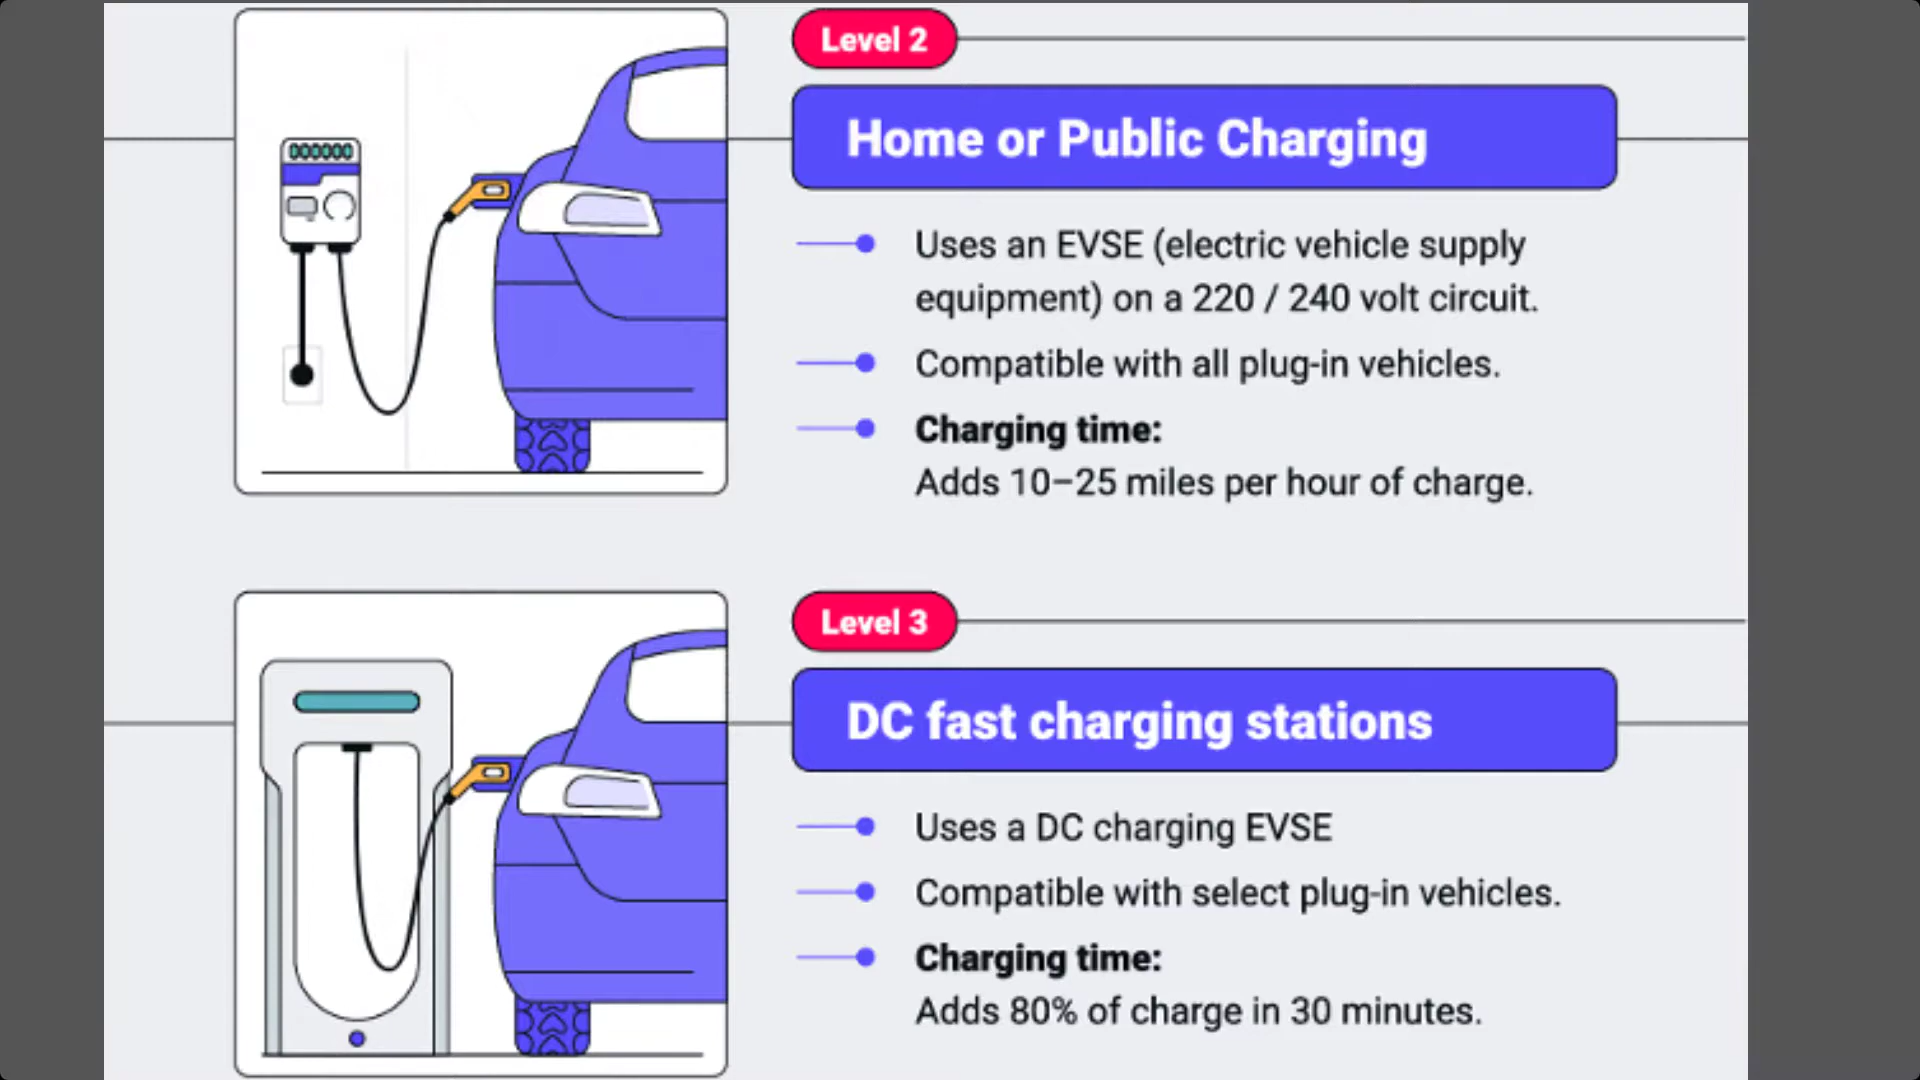 Level 2
Home or Public Charging
Uses an EVSE (electric vehicle supply
equipment) on a 220 / 240 volt circuit.
Compatible with all plug-in vehicles.
Charging time:
Adds 10–25 miles per hour of charge.
Level 3
DC fast charging stations
Uses a DC charging EVSE
Compatible with select plug-in vehicles.
Charging time:
Adds 80% of charge in 30 minutes.